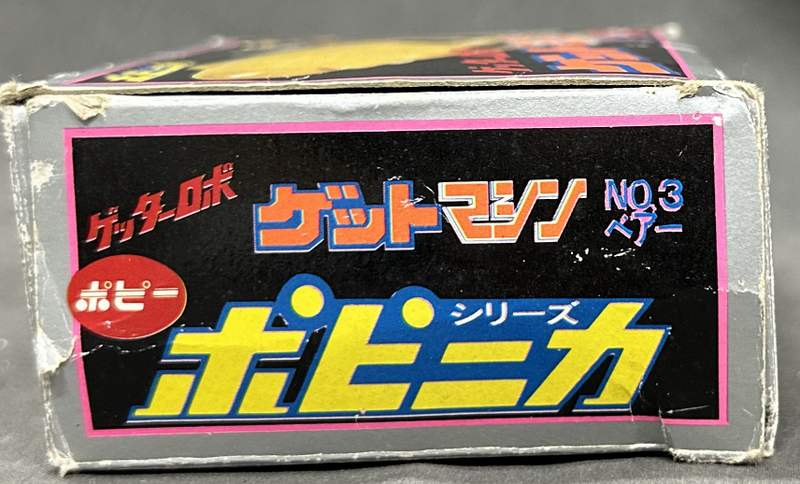 ゲッターロボ
ゲットマシン
NO.3
ベアー
ポピー
シリーズ
ポピニカ